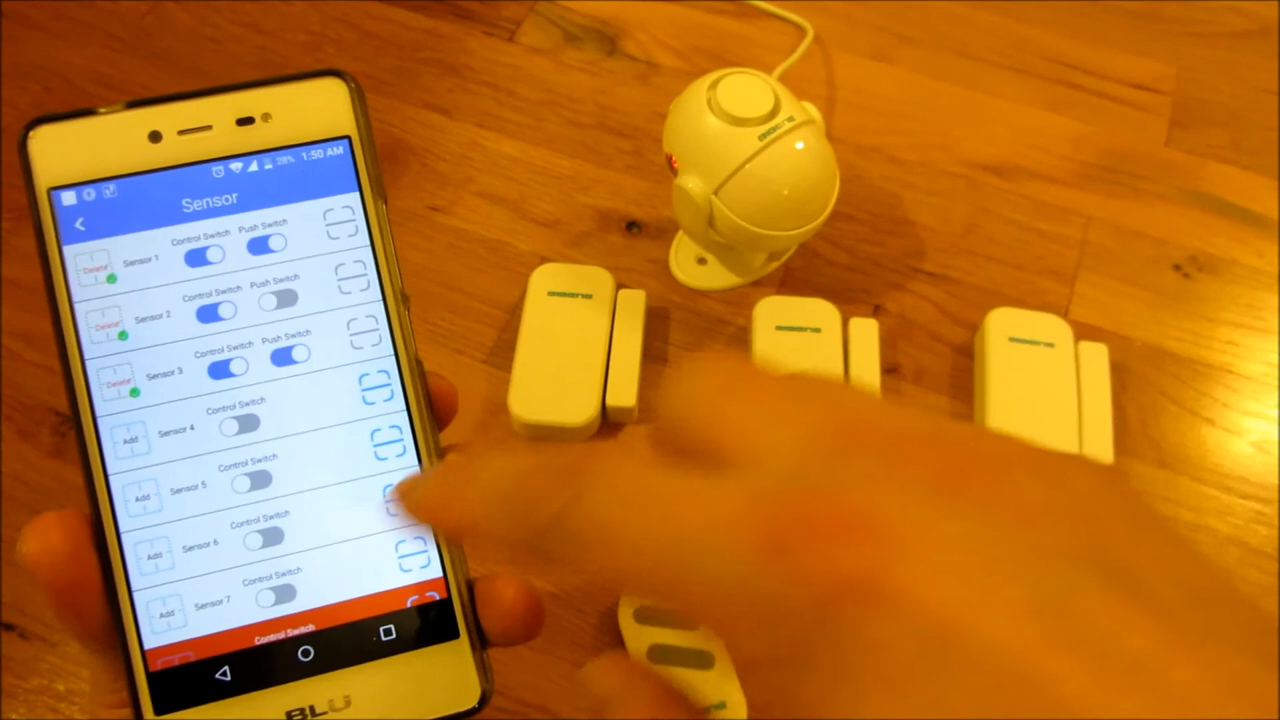 28% 1:50 AM
Sensor
Control Switch Push Switch
Delete Sensor 1
Control Switch Push Switch
Delete Sensor 2
Control Switch Push Switch
Delete Sensor 3
Control Switch
Add Sensor 4
Control Switch
Add Sensor 5
Control Switch
Add Sensor 6
Control Switch
Add Sensor 7
Control Switch
BLU